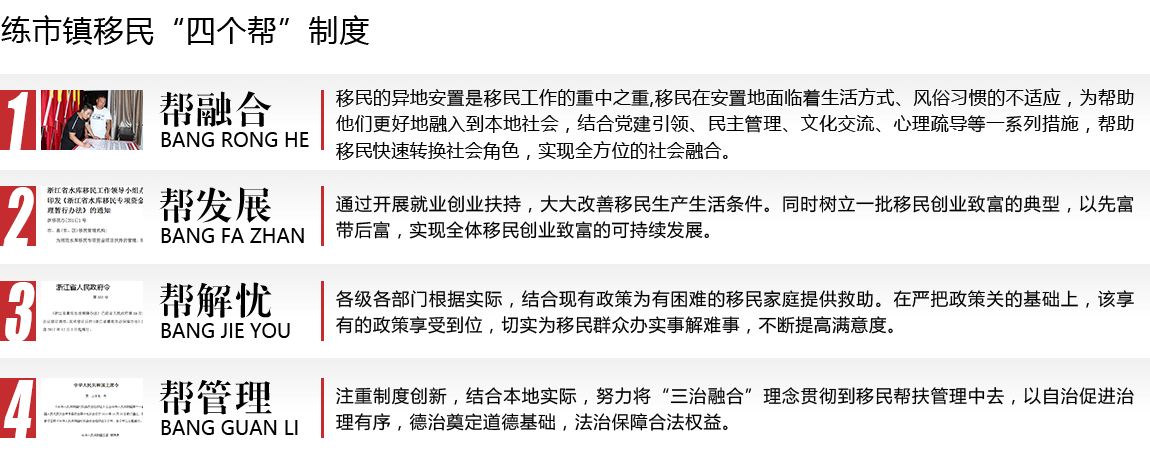 练市镇移民“四个帮”制度
1
帮融合
BANG RONG HE
移民的异地安置是移民工作的重中之重,移民在安置地面临着生活方式、风俗习惯的不适应，为帮助
他们更好地融入到本地社会，结合党建引领、民主管理、文化交流、心理疏导等一系列措施，帮助
移民快速转换社会角色，实现全方位的社会融合。
2
浙江省水库移民工作领导小组办
印发《浙江省水库移民专项资金
理暂行办法》的通知
帮发展
BANG FA ZHAN
通过开展就业创业扶持，大大改善移民生产生活条件。同时树立一批移民创业致富的典型，以先富
带后富，实现全体移民创业致富的可持续发展。
3
浙江省人民政府令
帮解忧
BANG JIE YOU
各级各部门根据实际，结合现有政策为有困难的移民家庭提供救助。在严把政策关的基础上，该享
有的政策享受到位，切实为移民群众办实事解难事，不断提高满意度。
4
中华人民共和国主席令
帮管理
BANG GUAN LI
注重制度创新，结合本地实际，努力将“三治融合”理念贯彻到移民帮扶管理中去，以自治促进治
理有序，德治奠定道德基础，法治保障合法权益。